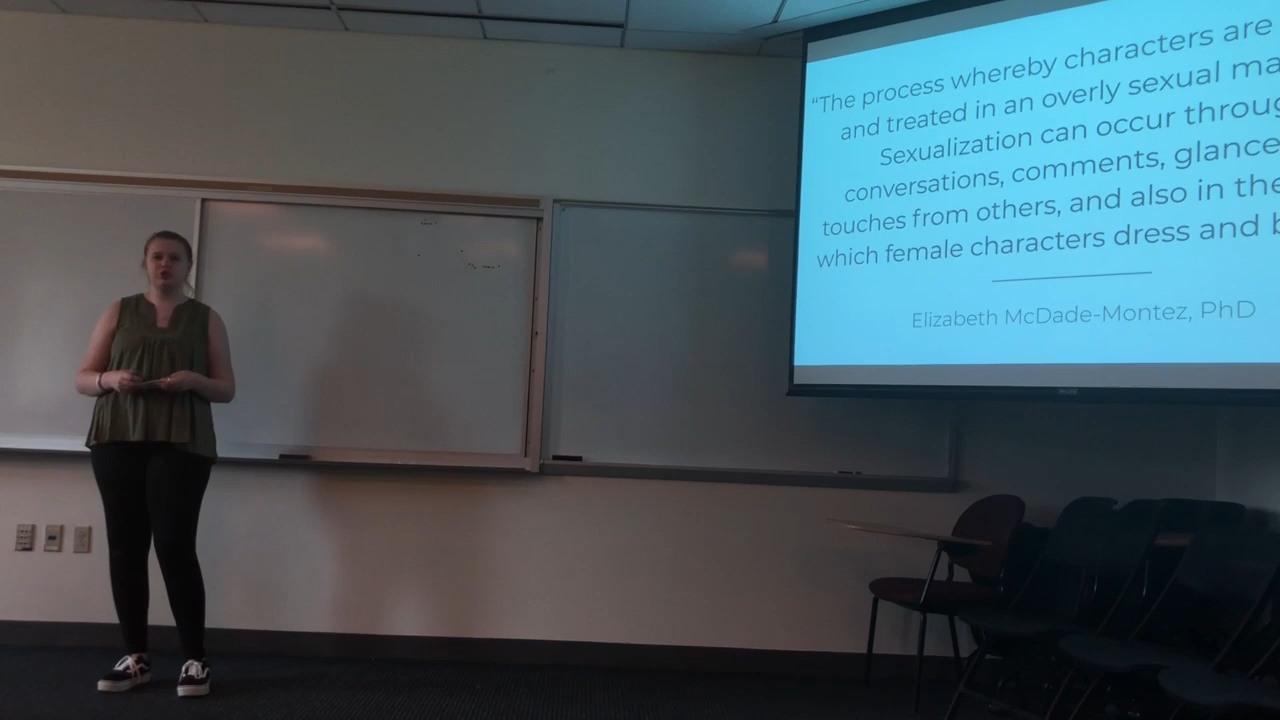 “The process whereby characters are
and treated in an overly sexual ma
Sexualization can occur throug
conversations, comments, glance
touches from others, and also in the
which female characters dress and b
Elizabeth McDade-Montez, PhD